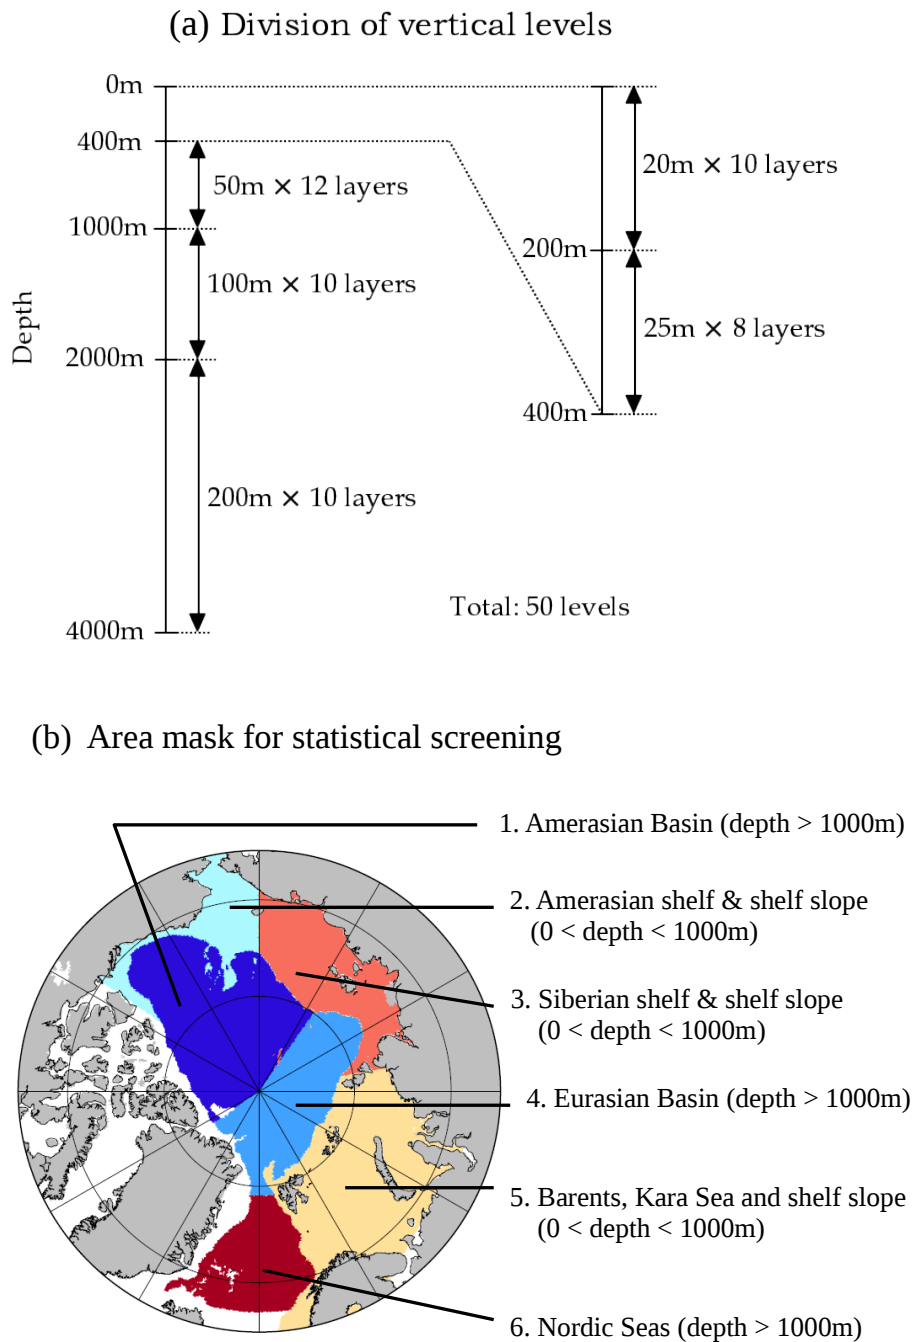 (a) Division of vertical levels
0m
400m
50m × 12 layers
20m × 10 layers
1000m
200m
100m × 10 layers
25m × 8 layers
Depth
2000m
400m
200m × 10 layers
Total: 50 levels
4000m
(b) Area mask for statistical screening
1. Amerasian Basin (depth > 1000m)
2. Amerasian shelf & shelf slope
(0 < depth < 1000m)
3. Siberian shelf & shelf slope
(0 < depth < 1000m)
4. Eurasian Basin (depth > 1000m)
5. Barents, Kara Sea and shelf slope
(0 < depth < 1000m)
6. Nordic Seas (depth > 1000m)